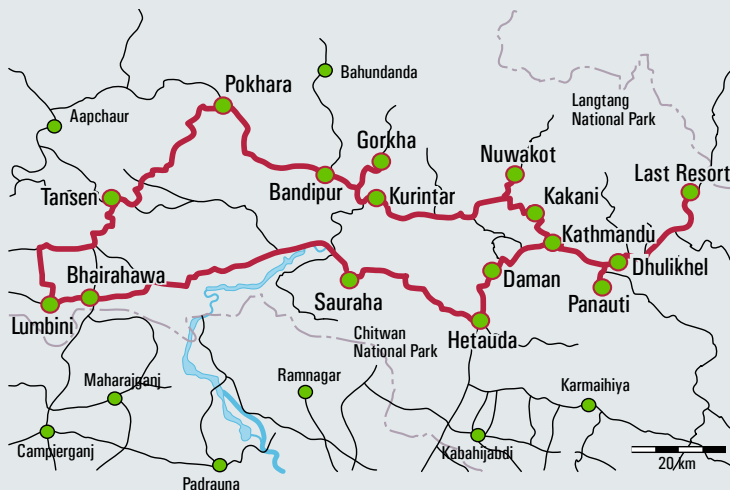 Pokhara
Bahundanda
Aapchaur
Langtang
National Park
Gorkha
Nuwakot
Last Resort
Tansen
Bandipur
Kurintar
Kakani
Kathmandu
Bhairahawa
Daman
Dhulikhel
Lumbini
Sauraha
Panauti
Hetauda
Chitwan
National Park
Maharajganj
Ramnagar
Karmaihiya
Campierganj
Kabahijabdi
20 km
Padrauna